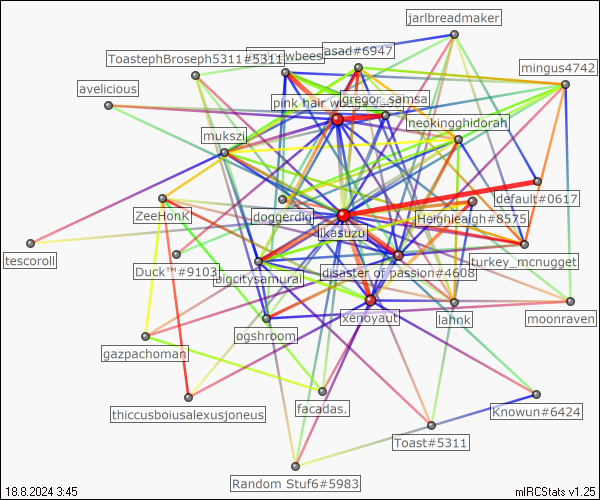 jarlbreadmaker
ToastephBroseph5311#5311
wbees
asad#6947
mingus4742
avelicious
pink hair w
gregor_samsa
neokingghidorah
mukszi
default#0617
doggerdig
Heighleaigh#8575
ZeeHonK
likasuzu
turkey_mcnugget
tescoroll
Duck™#9103
bigcitysamurai
disaster of passion#4608
xenoyaut
lahnk
moonraven
ogshroom
gazpachoman
thiccusboiusalexusjoneus
facadas.
Knowun#6424
Toast#5311
Random Stuf6#5983
18.8.2024 3:45
mIRCStats v1.25